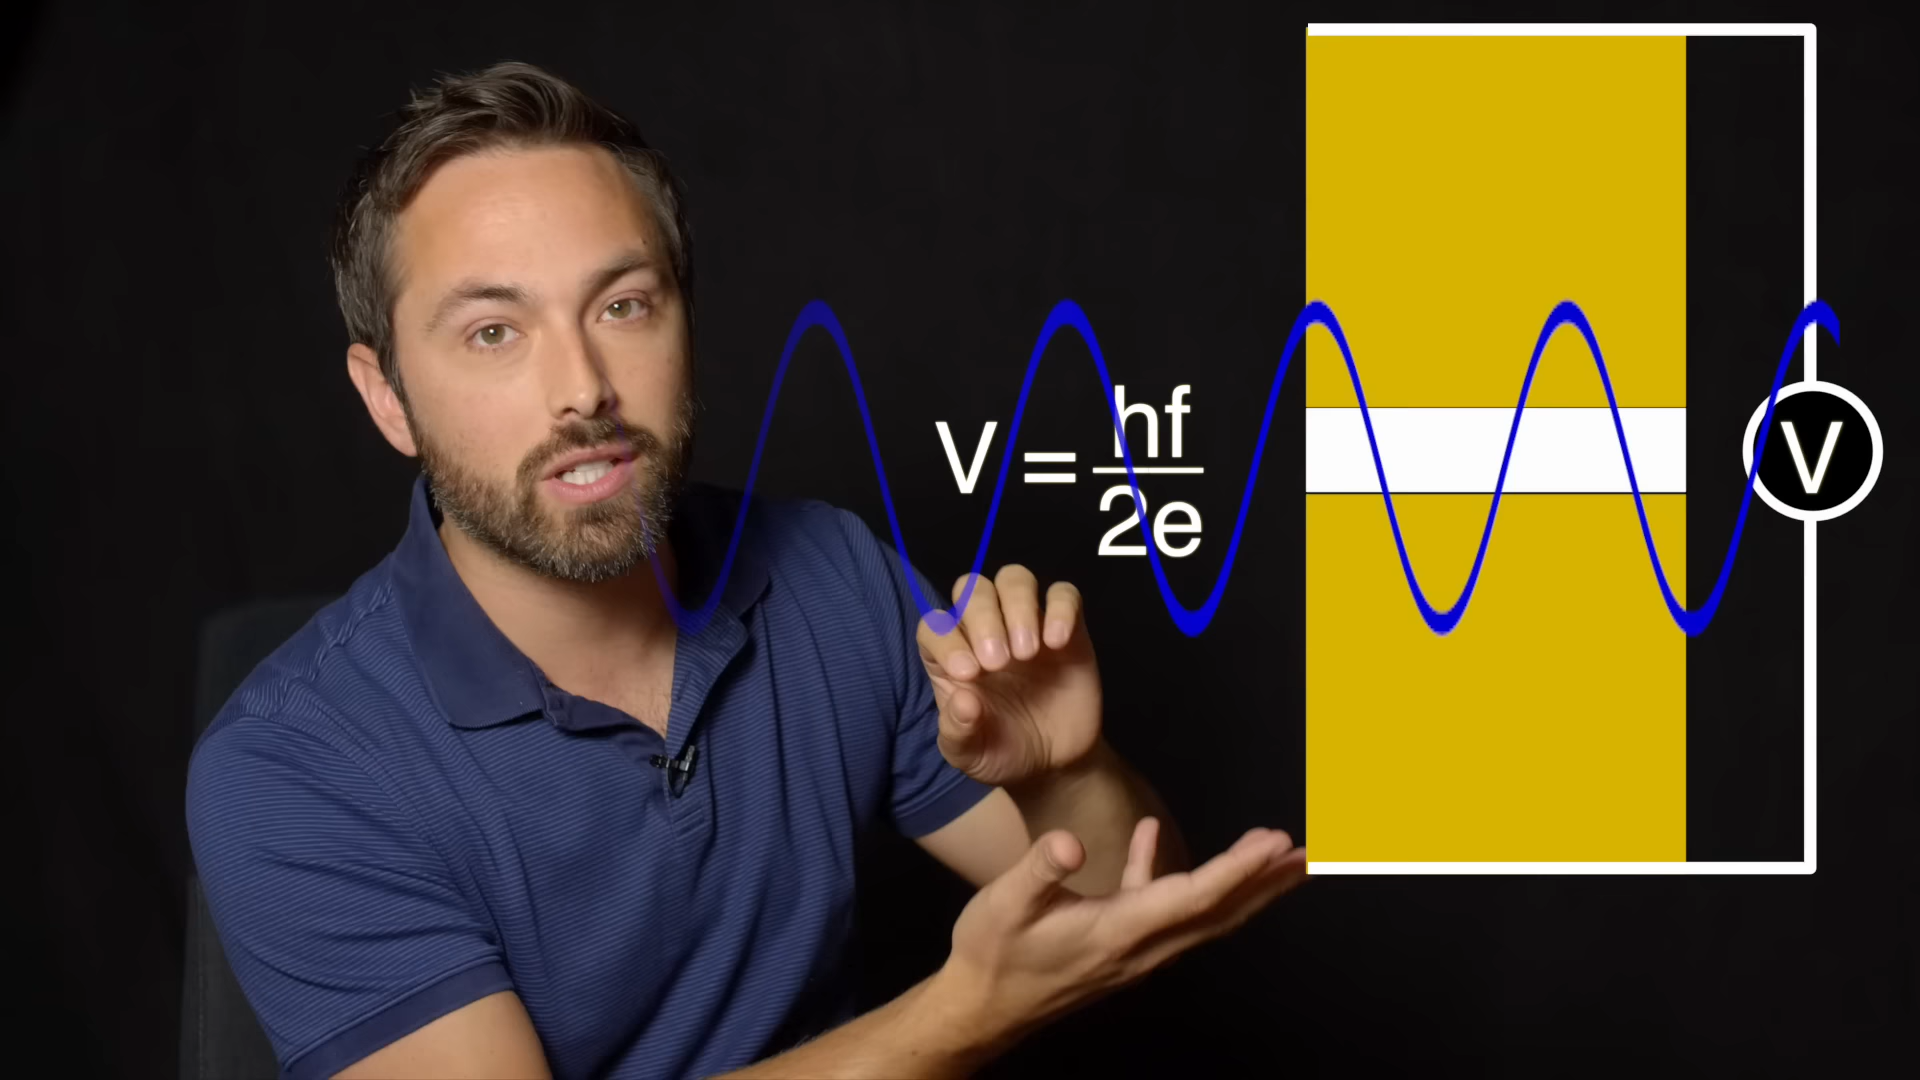 V = hf/2e
V